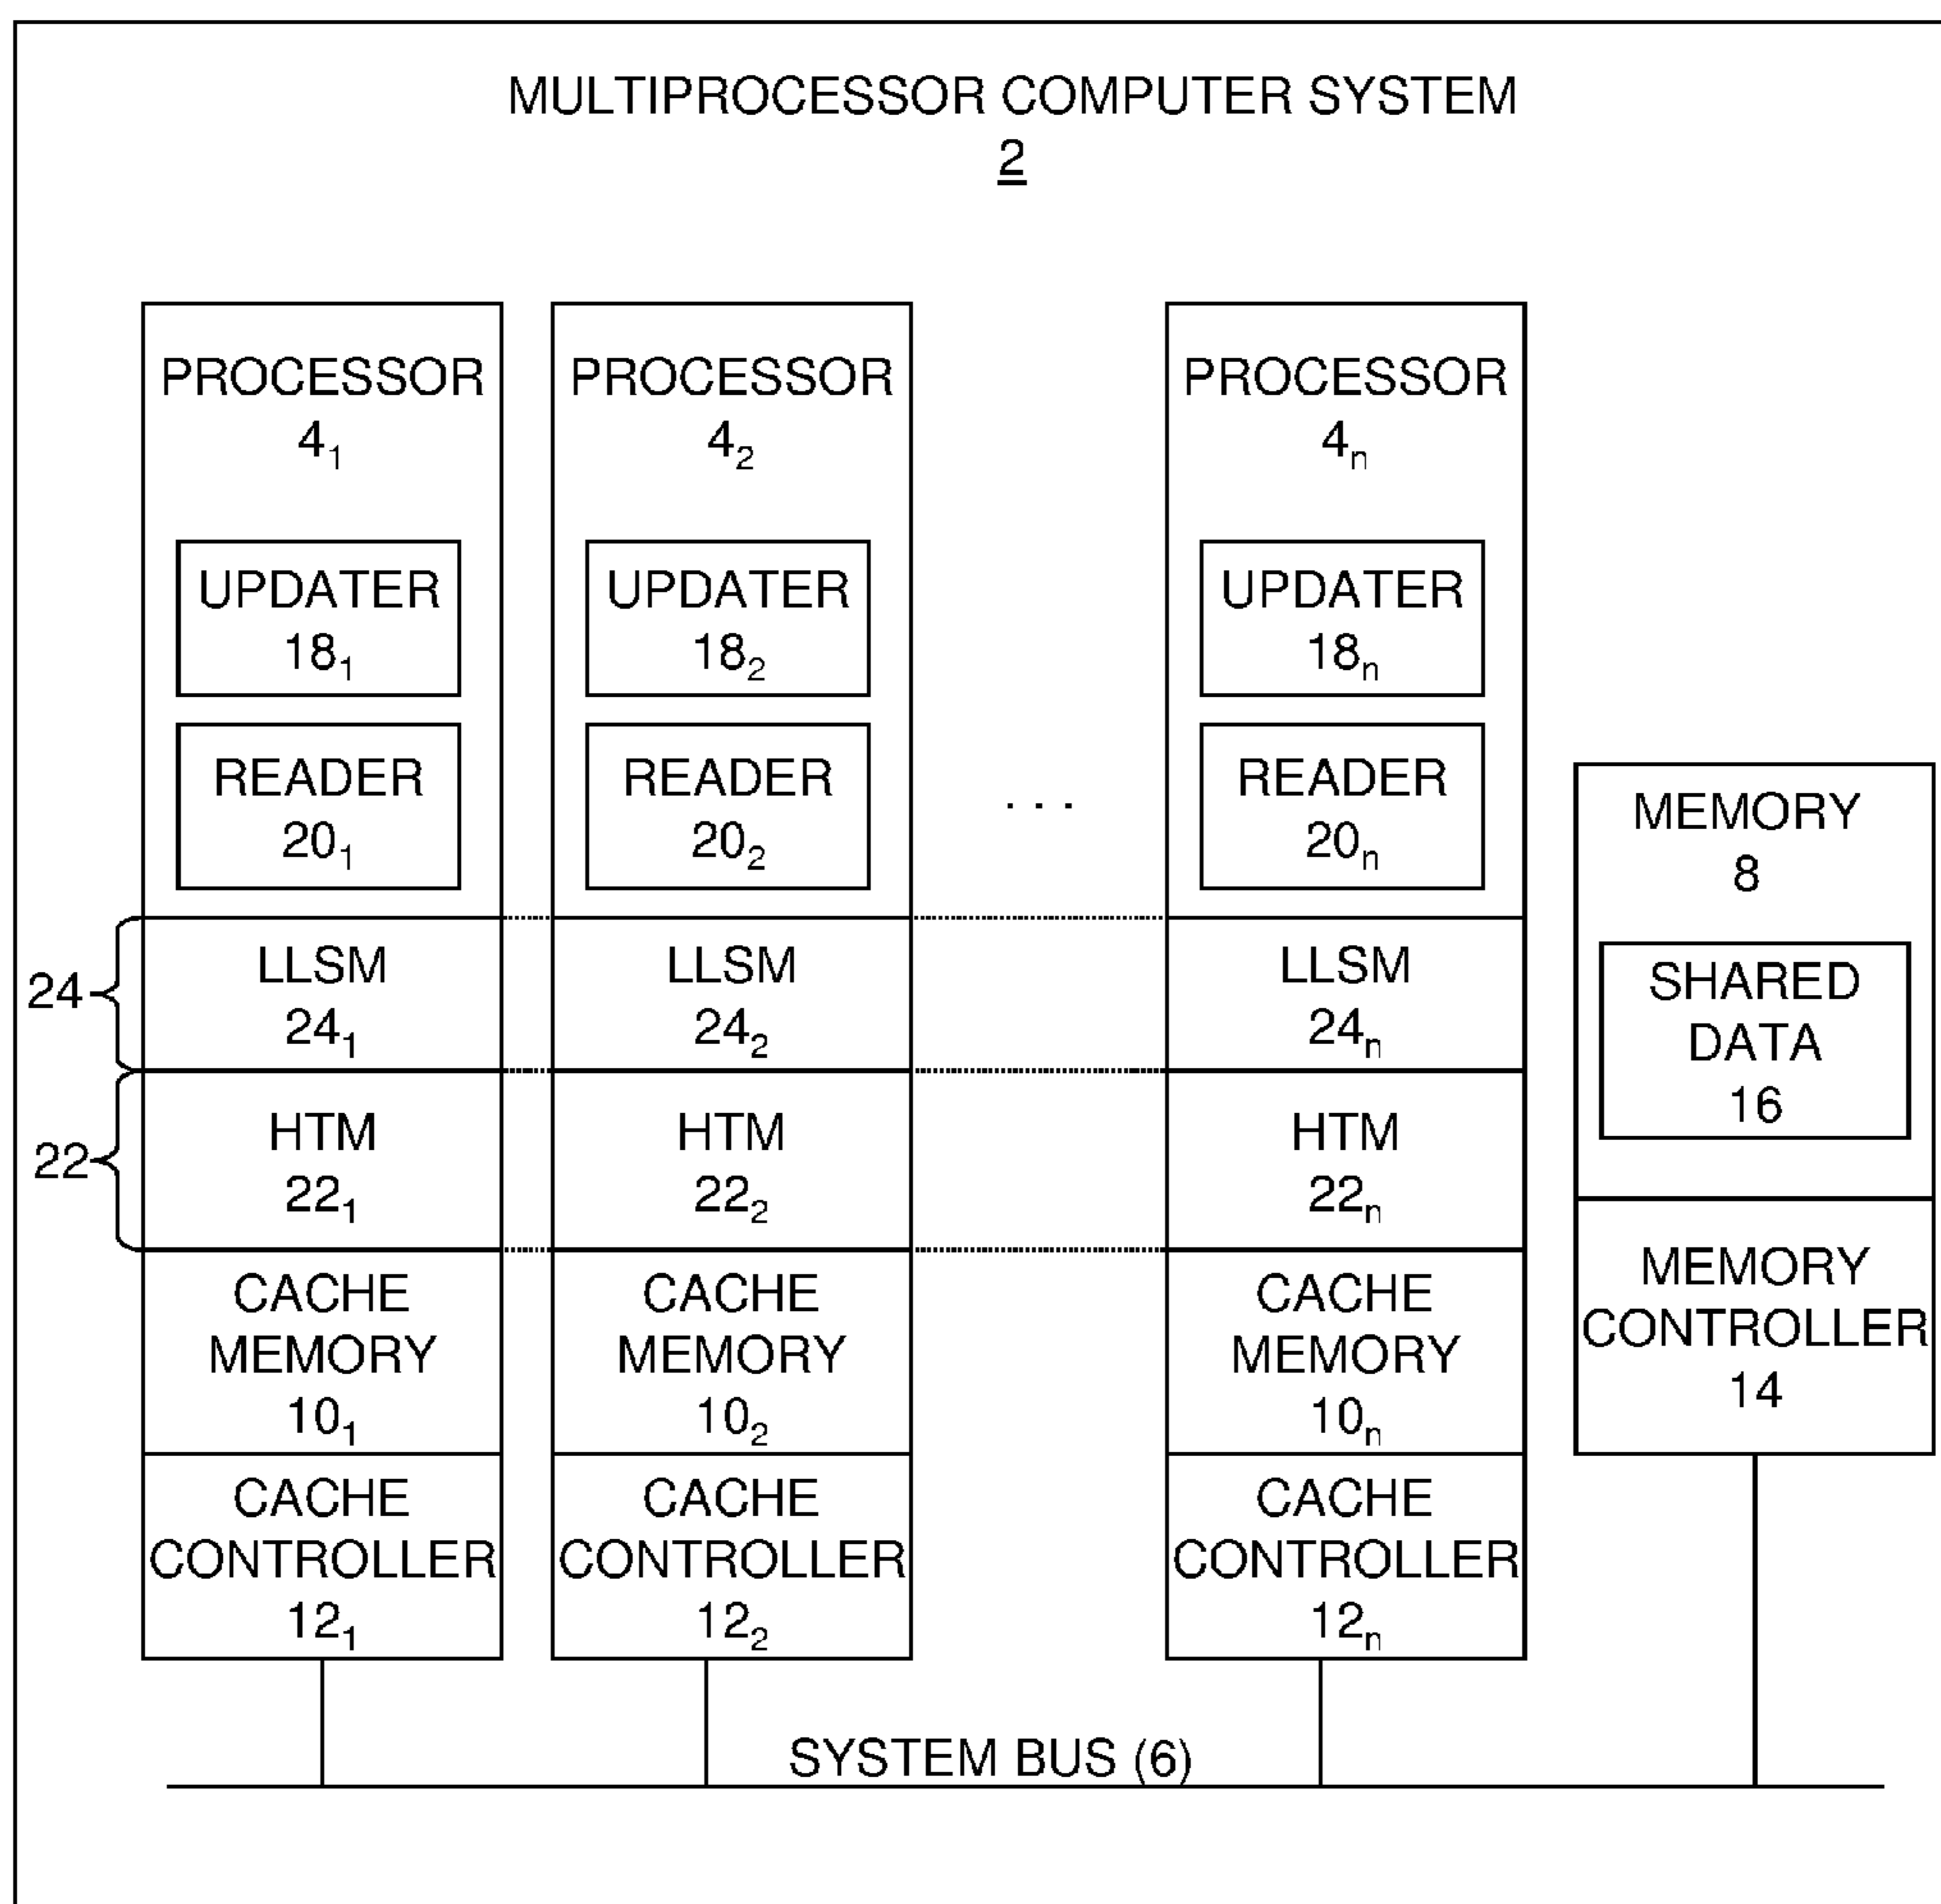 MULTIPROCESSOR COMPUTER SYSTEM
2
PROCESSOR
4₁
UPDATER
18₁
READER
20₁
LLSM
24₁
HTM
22₁
CACHE
MEMORY
10₁
CACHE
CONTROLLER
12₁
PROCESSOR
4₂
UPDATER
18₂
READER
20₂
LLSM
24₂
HTM
22₂
CACHE
MEMORY
10₂
CACHE
CONTROLLER
12₂
. . .
PROCESSOR
4ₙ
UPDATER
18ₙ
READER
20ₙ
LLSM
24ₙ
HTM
22ₙ
CACHE
MEMORY
10ₙ
CACHE
CONTROLLER
12ₙ
MEMORY
8
SHARED
DATA
16
MEMORY
CONTROLLER
14
24
22
SYSTEM BUS (6)